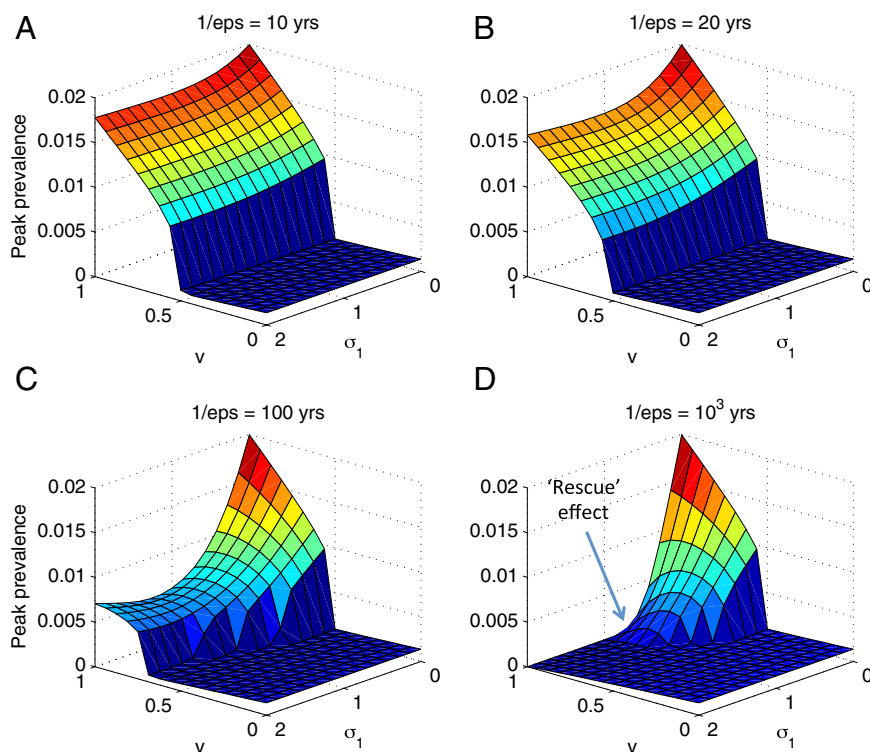 A
1/eps = 10 yrs
Peak prevalence
0.02
0.015
0.01
0.005
0
1
0.5
0
v
2
1
0
σ1
B
1/eps = 20 yrs
0.02
0.015
0.01
0.005
0
1
0.5
0
v
2
1
0
σ1
C
1/eps = 100 yrs
Peak prevalence
0.02
0.015
0.01
0.005
0
1
0.5
0
v
2
1
0
σ1
D
1/eps = 10³ yrs
'Rescue'
effect
0.02
0.015
0.01
0.005
0
1
0.5
0
v
2
1
0
σ1